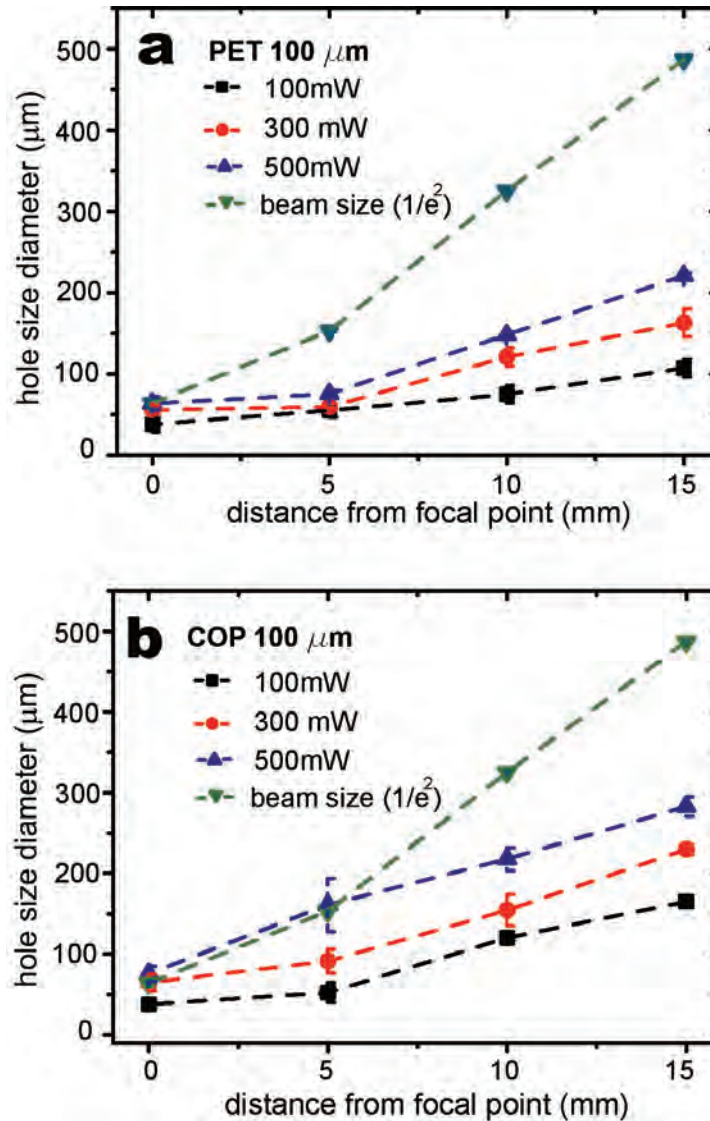 a
PET 100 μm
100mW
300 mW
500mW
beam size (1/e²)
hole size diameter (μm)
500
400
300
200
100
0
0 5 10 15
distance from focal point (mm)
b
COP 100 μm
100mW
300 mW
500mW
beam size (1/e²)
hole size diameter (μm)
500
400
300
200
100
0
0 5 10 15
distance from focal point (mm)